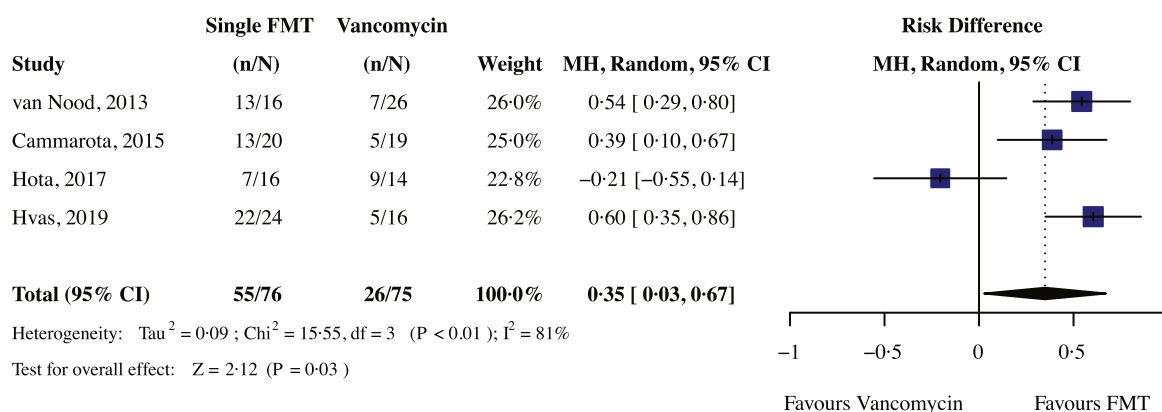 Single FMT Vancomycin Risk Difference
Study (n/N) (n/N) Weight MH, Random, 95% CI MH, Random, 95% CI
van Nood, 2013 13/16 7/26 26·0% 0·54 [ 0·29, 0·80]
Cammarota, 2015 13/20 5/19 25·0% 0·39 [ 0·10, 0·67]
Hota, 2017 7/16 9/14 22·8% −0·21 [−0·55, 0·14]
Hvas, 2019 22/24 5/16 26·2% 0·60 [ 0·35, 0·86]
Total (95% CI) 55/76 26/75 100·0% 0·35 [ 0·03, 0·67]
Heterogeneity: Tau² = 0·09 ; Chi² = 15·55, df = 3 (P < 0.01 ); I² = 81%
−1 −0·5 0 0·5
Test for overall effect: Z = 2·12 (P = 0·03 )
Favours Vancomycin Favours FMT